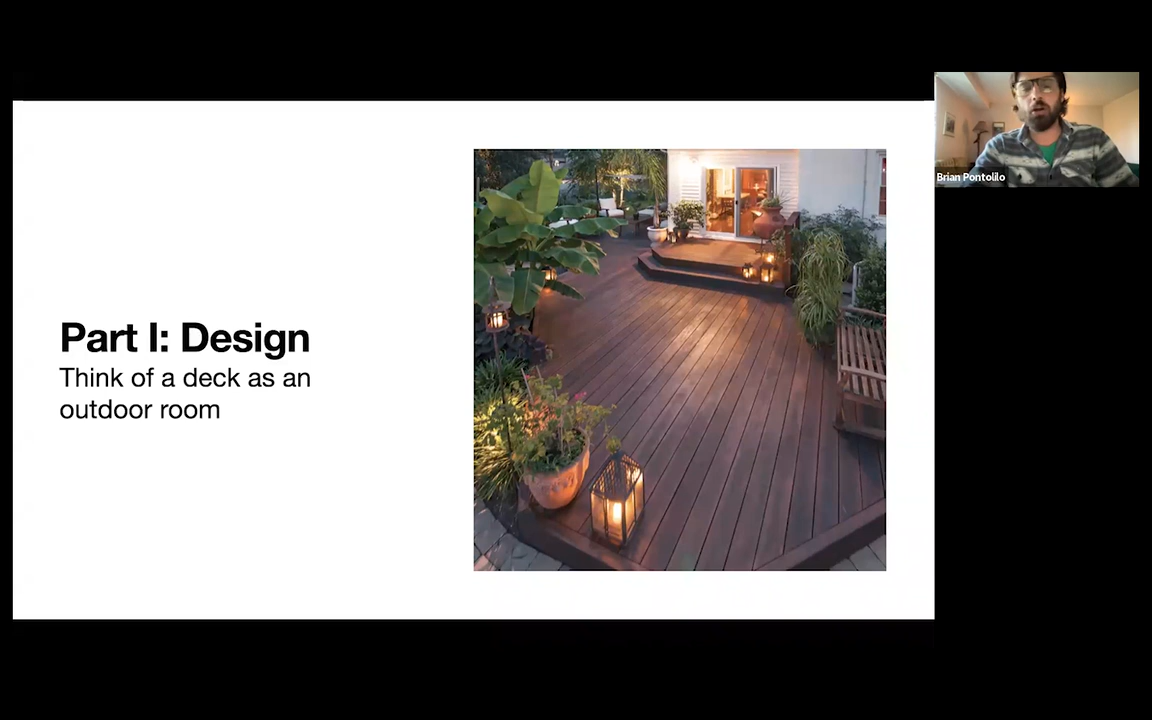 Part I: Design
Think of a deck as an
outdoor room
Brian Pontolilo